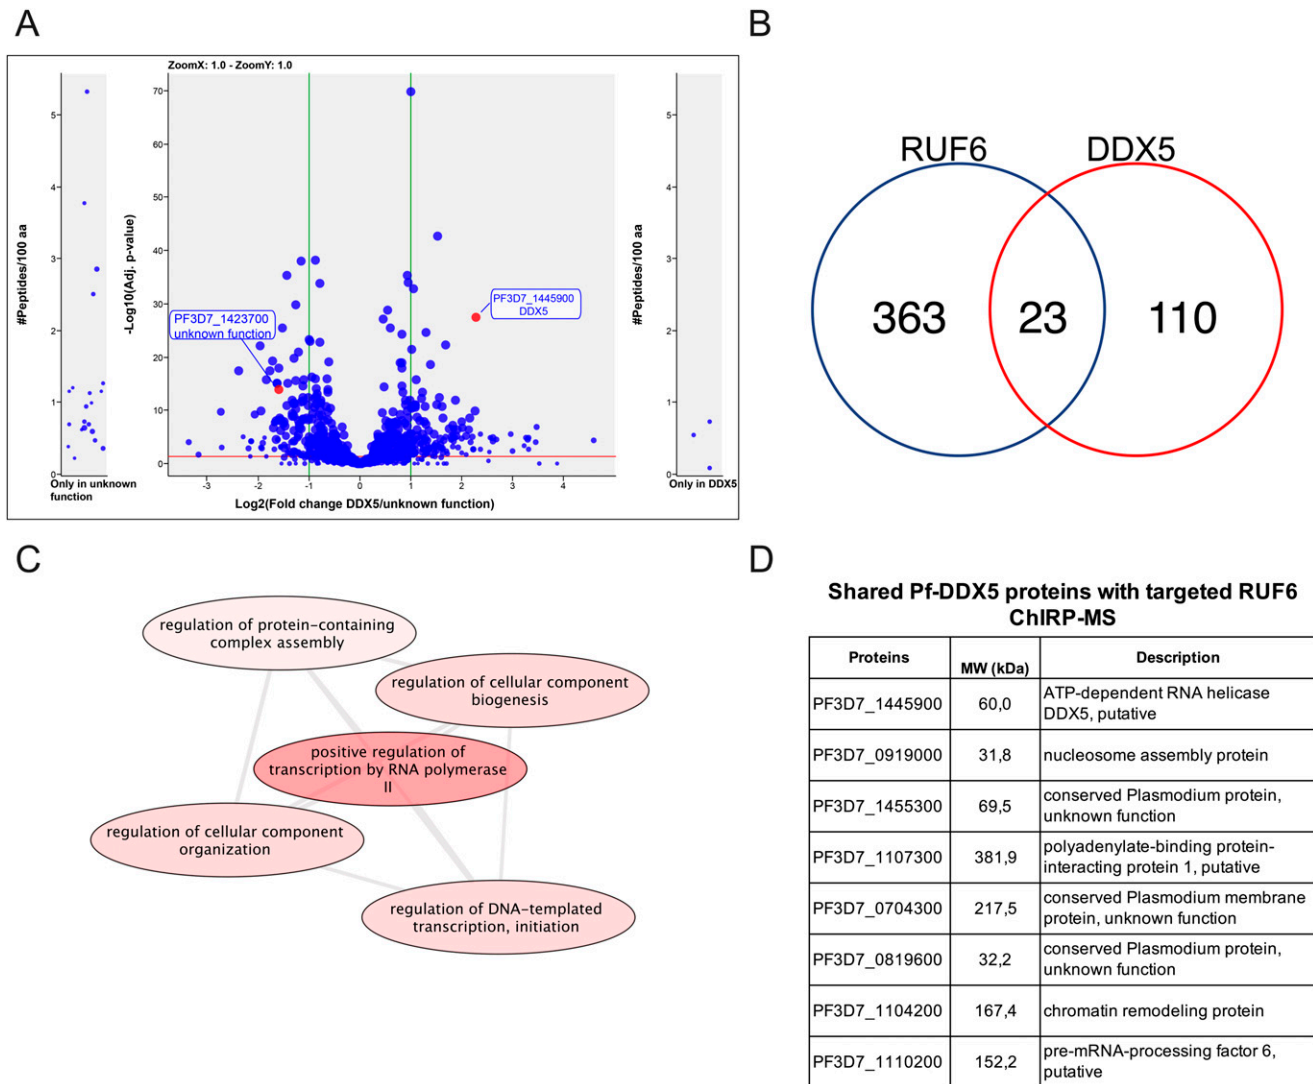 A
ZoomX: 1.0 - ZoomY: 1.0
#Peptides/100 aa
5
4
3
2
1
0
Only in unknown
function
-Log10(Adj. p-value)
70
60
50
40
30
20
10
0
PF3D7_1423700
unknown function
PF3D7_1445900
DDX5
-3
-2
-1
0
1
2
3
4
Log2(Fold change DDX5/unknown function)
#Peptides/100 aa
5
4
3
2
1
0
Only in DDX5
B
RUF6
DDX5
363
23
110
C
regulation of protein-containing
complex assembly
regulation of cellular component
biogenesis
positive regulation of
transcription by RNA polymerase
II
regulation of cellular component
organization
regulation of DNA-templated
transcription, initiation
D
Shared Pf-DDX5 proteins with targeted RUF6
ChIRP-MS
Proteins MW (kDa) Description
PF3D7_1445900 60,0 ATP-dependent RNA helicase
DDX5, putative
PF3D7_0919000 31,8 nucleosome assembly protein
PF3D7_1455300 69,5 conserved Plasmodium protein,
unknown function
PF3D7_1107300 381,9 polyadenylate-binding protein-
interacting protein 1, putative
PF3D7_0704300 217,5 conserved Plasmodium membrane
protein, unknown function
PF3D7_0819600 32,2 conserved Plasmodium protein,
unknown function
PF3D7_1104200 167,4 chromatin remodeling protein
PF3D7_1110200 152,2 pre-mRNA-processing factor 6,
putative